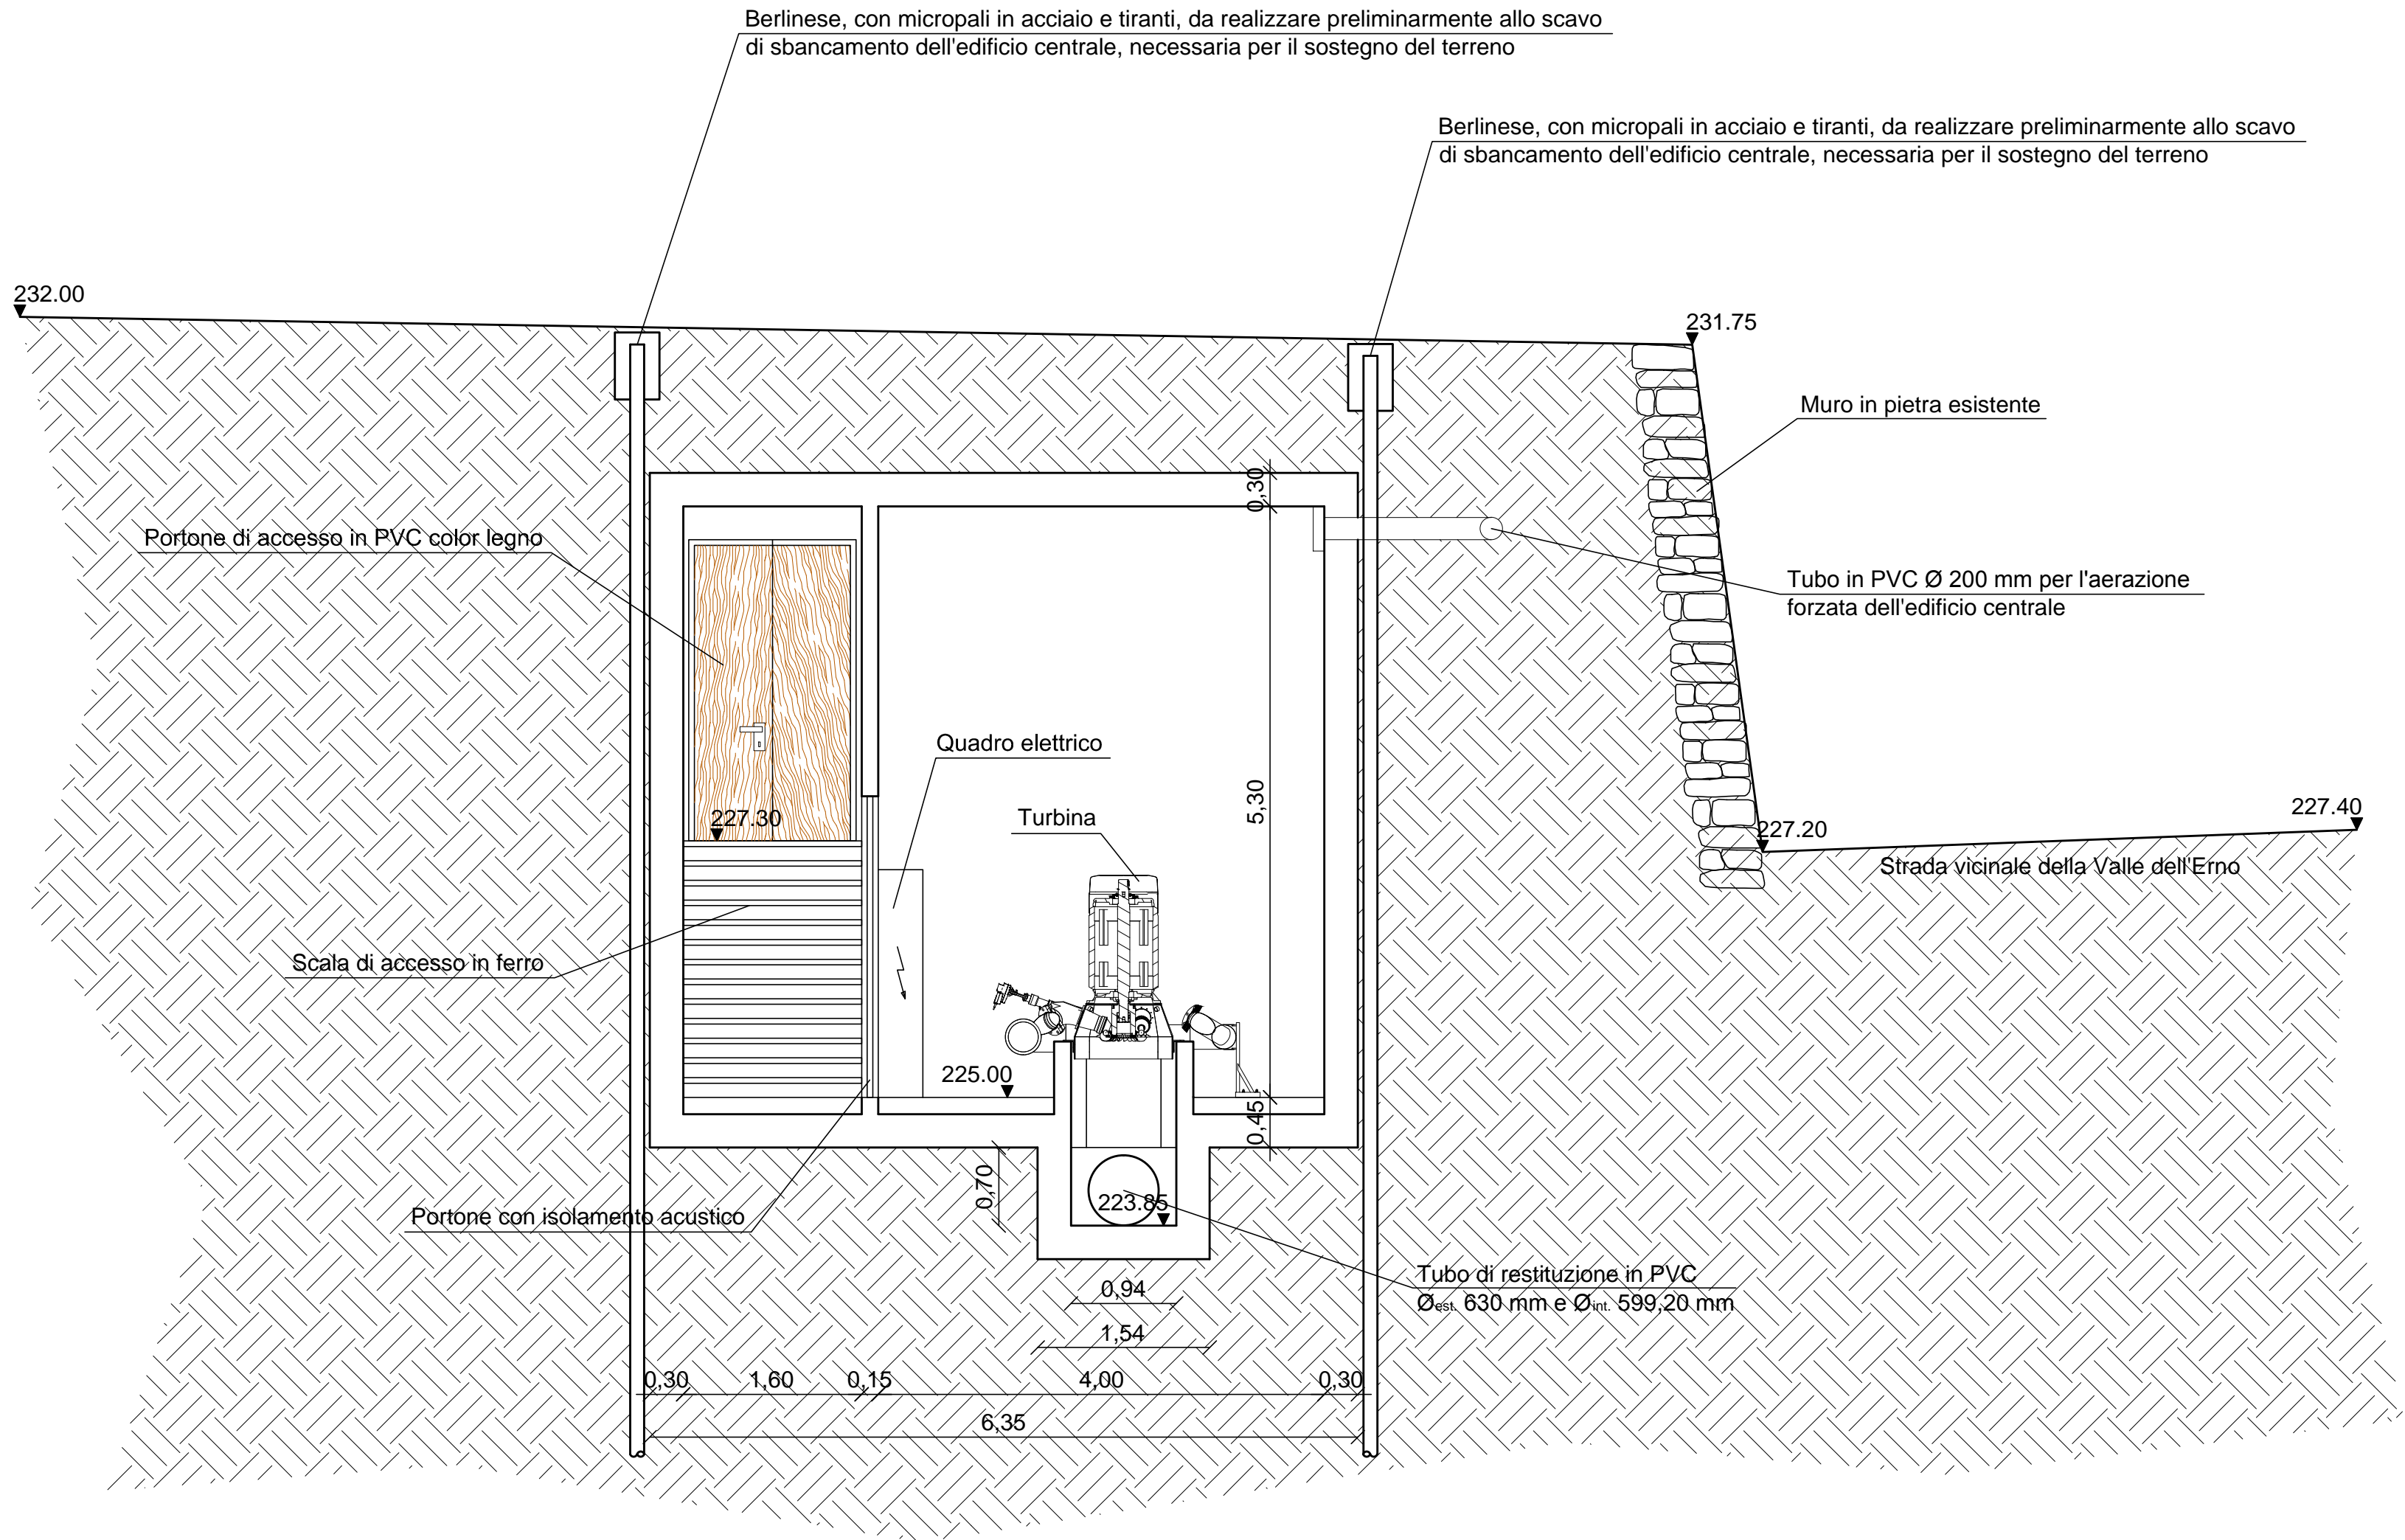 Berlinese, con micropali in acciaio e tiranti, da realizzare preliminarmente allo scavo
di sbancamento dell'edificio centrale, necessaria per il sostegno del terreno
Berlinese, con micropali in acciaio e tiranti, da realizzare preliminarmente allo scavo
di sbancamento dell'edificio centrale, necessaria per il sostegno del terreno
232.00
231.75
Muro in pietra esistente
0,30
Portone di accesso in PVC color legno
Tubo in PVC Ø 200 mm per l'aerazione
forzata dell'edificio centrale
Quadro elettrico
5,30
Turbina
227.30
227.20
227.40
Strada vicinale della Valle dell'Erno
Scala di accesso in ferro
225.00
0,45
0,70
223.85
Portone con isolamento acustico
Tubo di restituzione in PVC
Øest. 630 mm e Øint. 599,20 mm
0,94
1,54
0,30
1,60
0,15
4,00
0,30
6,35